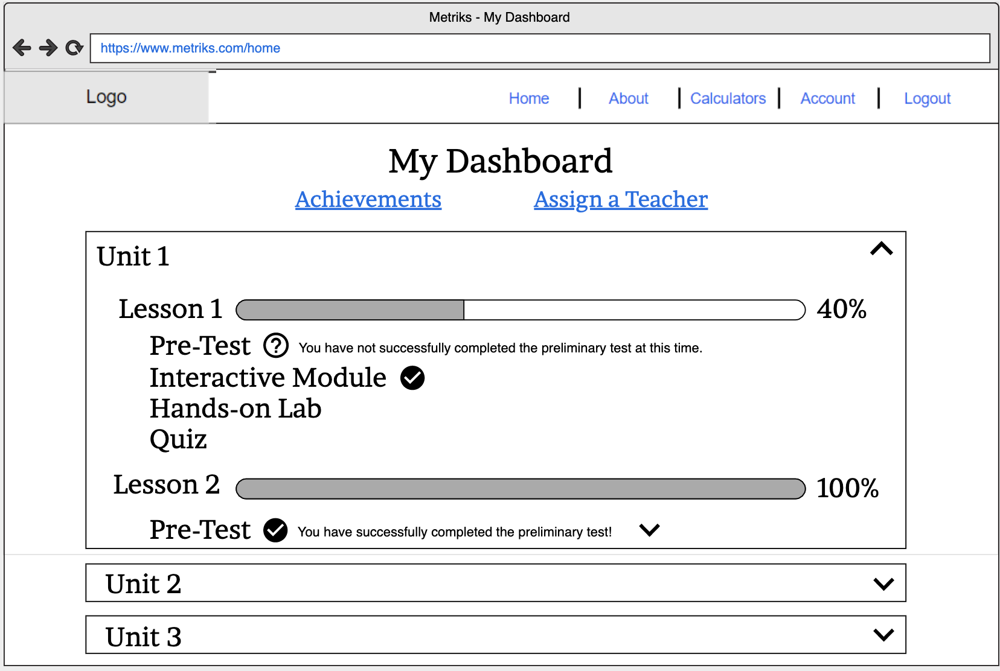 Metriks - My Dashboard
https://www.metriks.com/home
Logo
Home | About | Calculators | Account | Logout
My Dashboard
Achievements Assign a Teacher
Unit 1
Lesson 1 40%
Pre-Test You have not successfully completed the preliminary test at this time.
Interactive Module
Hands-on Lab
Quiz
Lesson 2 100%
Pre-Test You have successfully completed the preliminary test!
Unit 2
Unit 3